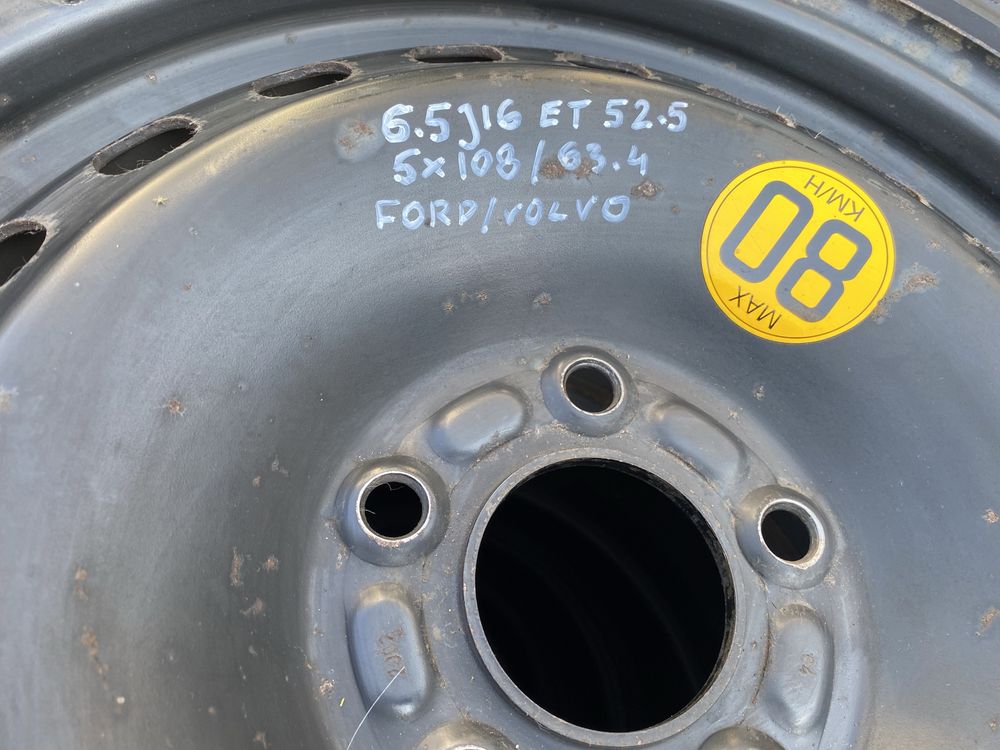 6.5J16 ET 52.5
5x108/63.4
FORD/VOLVO
MAX
80
KM/H